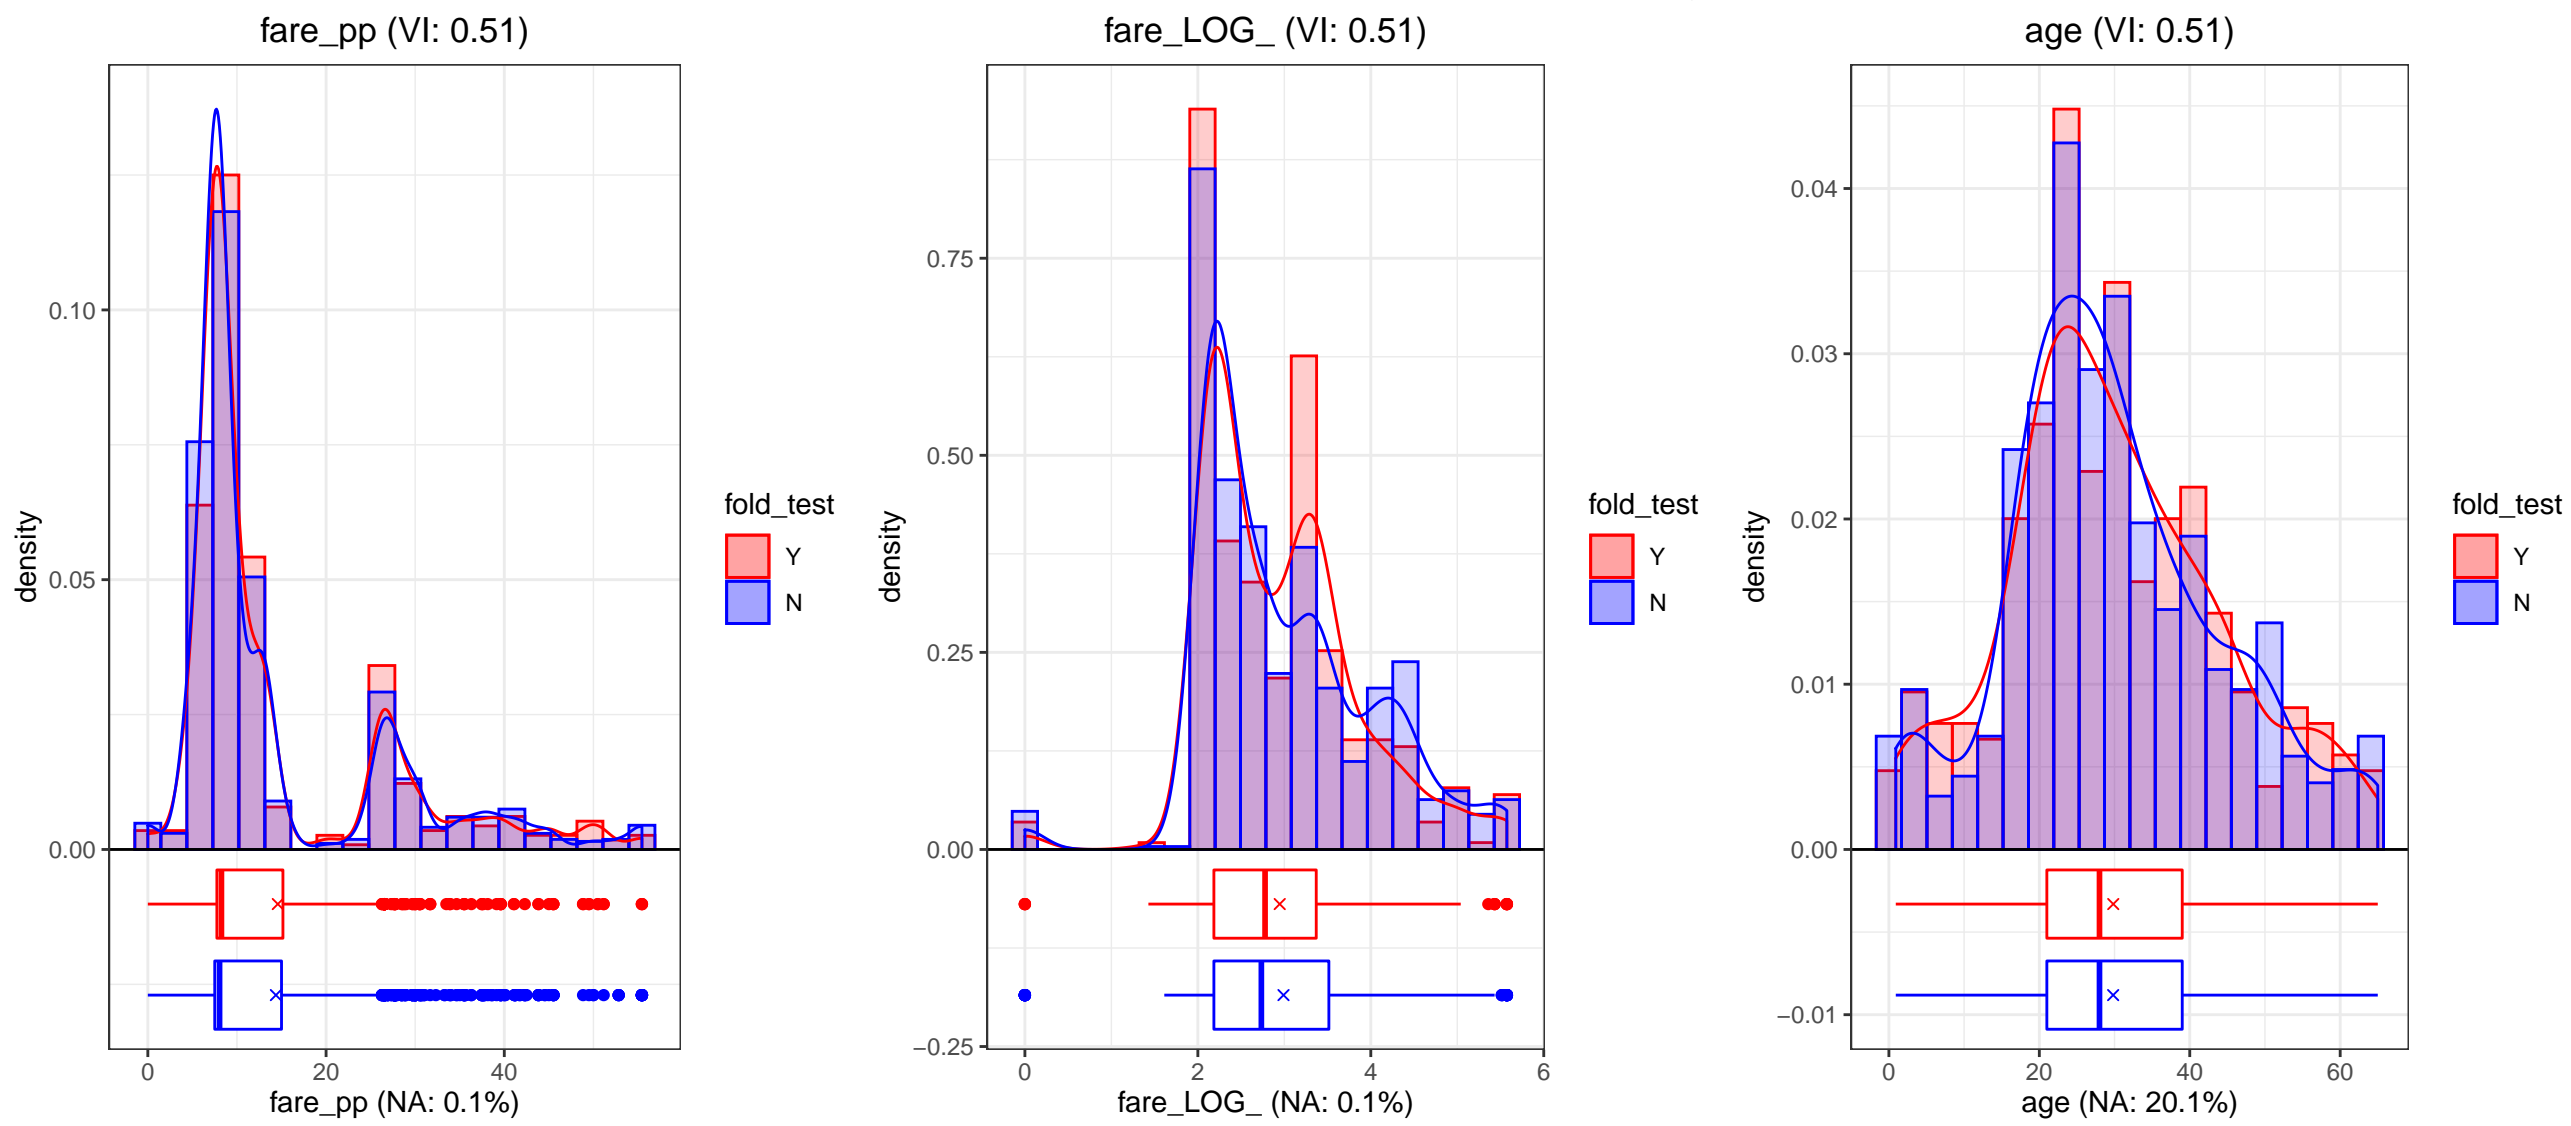 fare_pp (VI: 0.51)
density
0.10
0.05
0.00
0 20 40
fare_pp (NA: 0.1%)
fold_test
Y
N
fare_LOG_ (VI: 0.51)
density
0.75
0.50
0.25
0.00
−0.25
0 2 4 6
fare_LOG_ (NA: 0.1%)
fold_test
Y
N
age (VI: 0.51)
density
0.04
0.03
0.02
0.01
0.00
−0.01
0 20 40 60
age (NA: 20.1%)
fold_test
Y
N